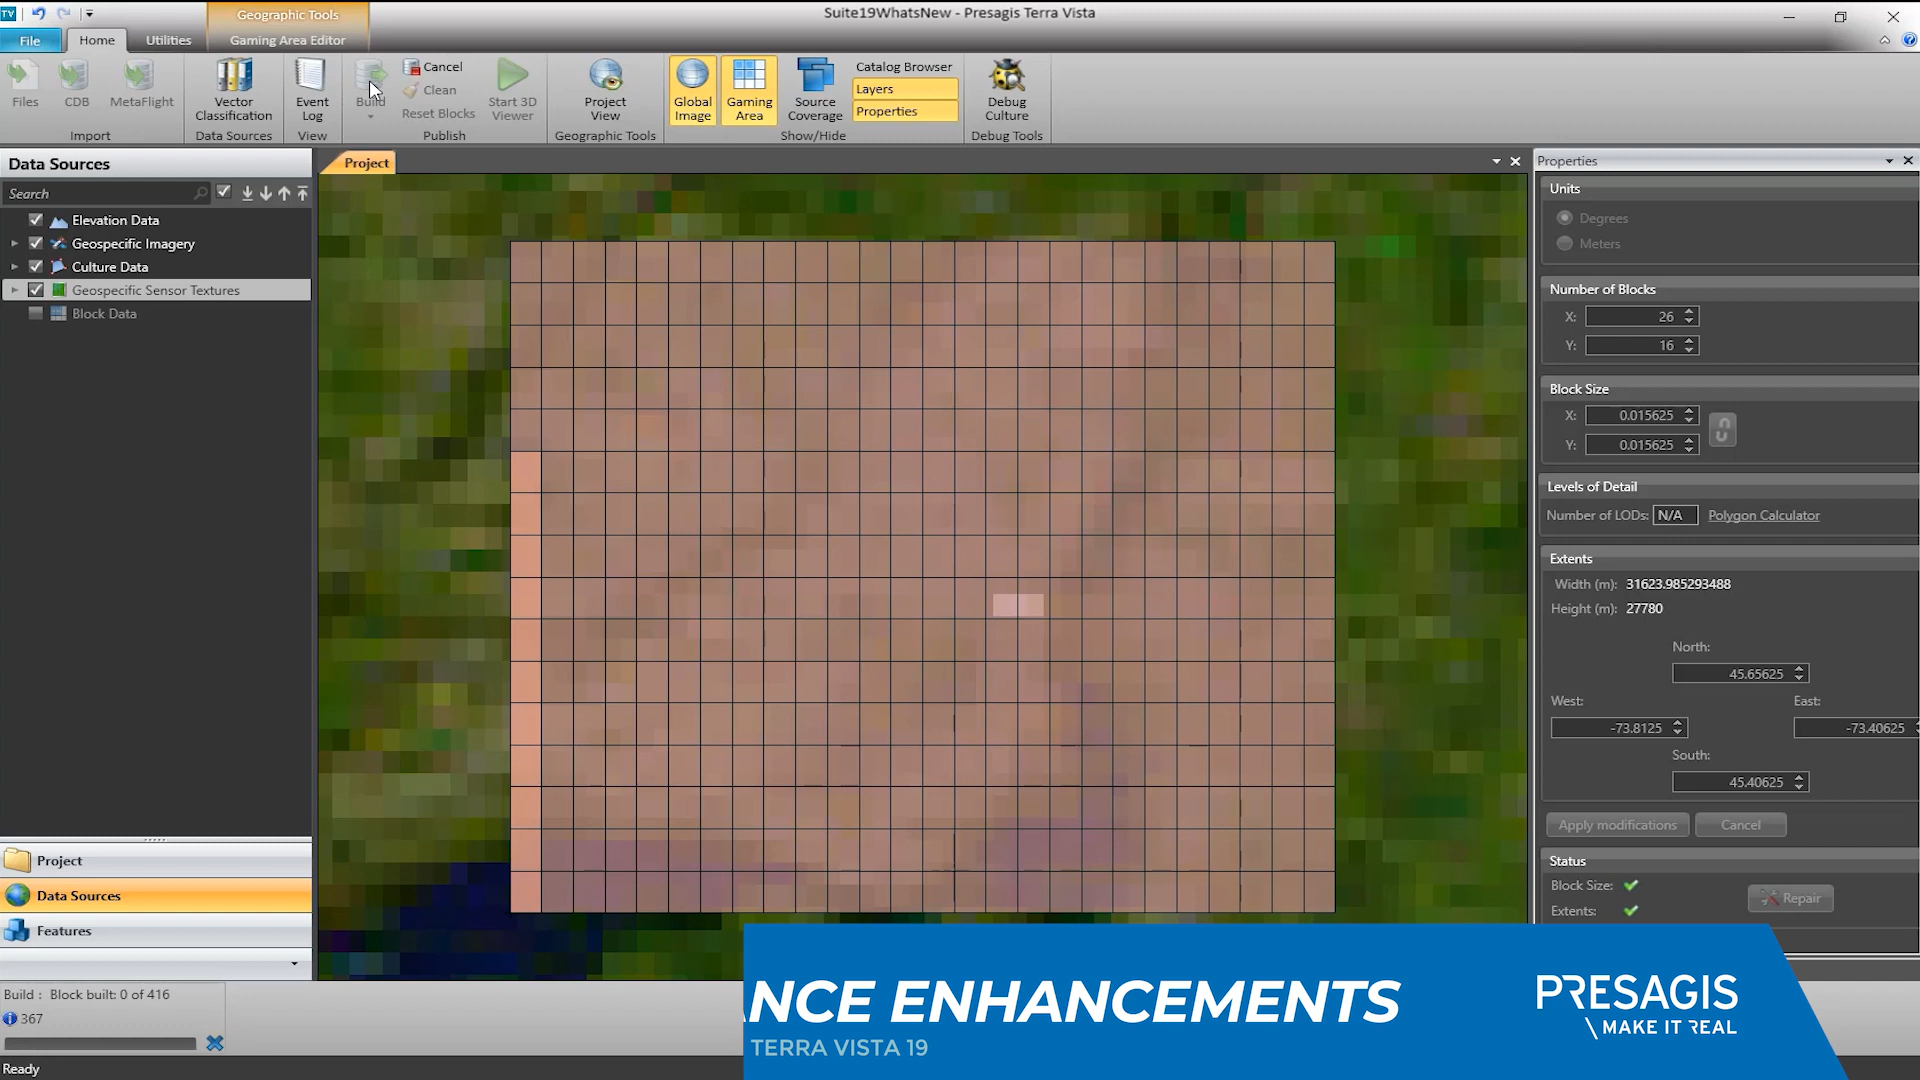 TV
Geographic Tools
Suite19WhatsNew - Presagis Terra Vista
File
Home
Utilities
Gaming Area Editor
Files
CDB
MetaFlight
Import
Vector
Classification
Data Sources
Event
Log
View
Build
Cancel
Clean
Reset Blocks
Start 3D
Viewer
Publish
Project
View
Geographic Tools
Global
Image
Gaming
Area
Source
Coverage
Catalog Browser
Layers
Properties
Show/Hide
Debug
Culture
Debug Tools
Data Sources
Search
Elevation Data
Geospecific Imagery
Culture Data
Geospecific Sensor Textures
Block Data
Project
Data Sources
Features
Build : Block built: 0 of 416
367
Ready
Project
Properties
Units
Degrees
Meters
Number of Blocks
X: 26
Y: 16
Block Size
X: 0.015625
Y: 0.015625
Levels of Detail
Number of LODs: N/A Polygon Calculator
Extents
Width (m): 31623.985293488
Height (m): 27780
North:
45.65625
West: East:
-73.8125 -73.40625
South:
45.40625
Apply modifications Cancel
Status
Block Size:
Repair
Extents:
NCE ENHANCEMENTS
TERRA VISTA 19
PRESAGIS
\ MAKE IT REAL